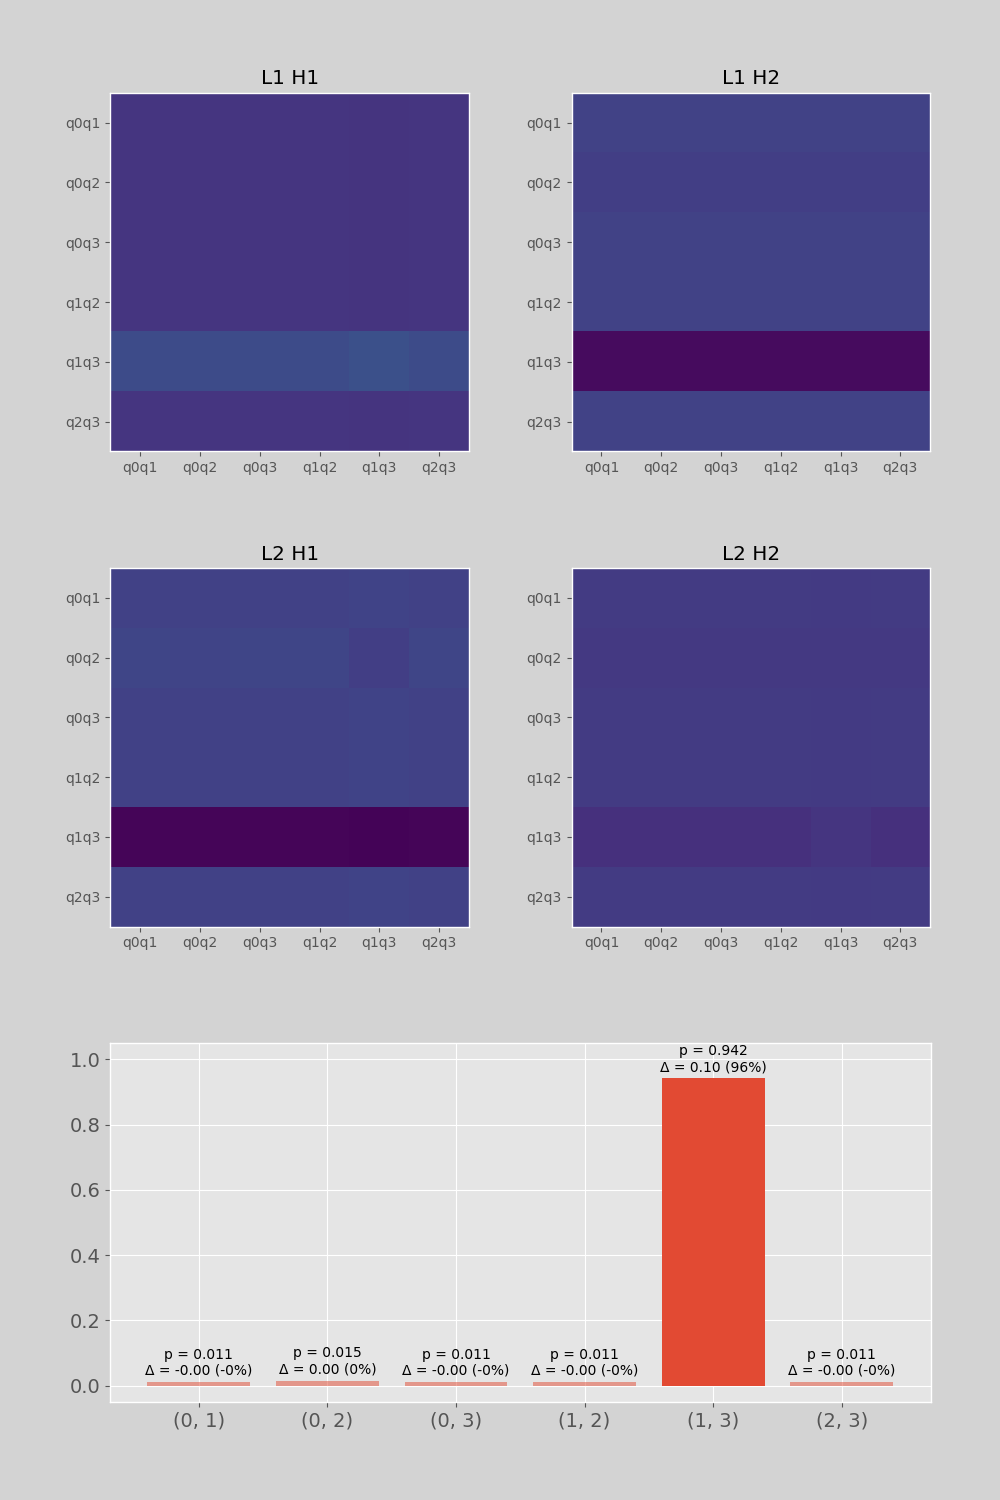 L1 H1
L1 H2
q0q1
q0q2
q0q3
q1q2
q1q3
q2q3
q0q1 q0q2 q0q3 q1q2 q1q3 q2q3
q0q1
q0q2
q0q3
q1q2
q1q3
q2q3
q0q1 q0q2 q0q3 q1q2 q1q3 q2q3
L2 H1
L2 H2
q0q1
q0q2
q0q3
q1q2
q1q3
q2q3
q0q1 q0q2 q0q3 q1q2 q1q3 q2q3
q0q1
q0q2
q0q3
q1q2
q1q3
q2q3
q0q1 q0q2 q0q3 q1q2 q1q3 q2q3
1.0
0.8
0.6
0.4
0.2
0.0
p = 0.011
Δ = -0.00 (-0%)
p = 0.015
Δ = 0.00 (0%)
p = 0.011
Δ = -0.00 (-0%)
p = 0.011
Δ = -0.00 (-0%)
p = 0.942
Δ = 0.10 (96%)
p = 0.011
Δ = -0.00 (-0%)
(0, 1) (0, 2) (0, 3) (1, 2) (1, 3) (2, 3)